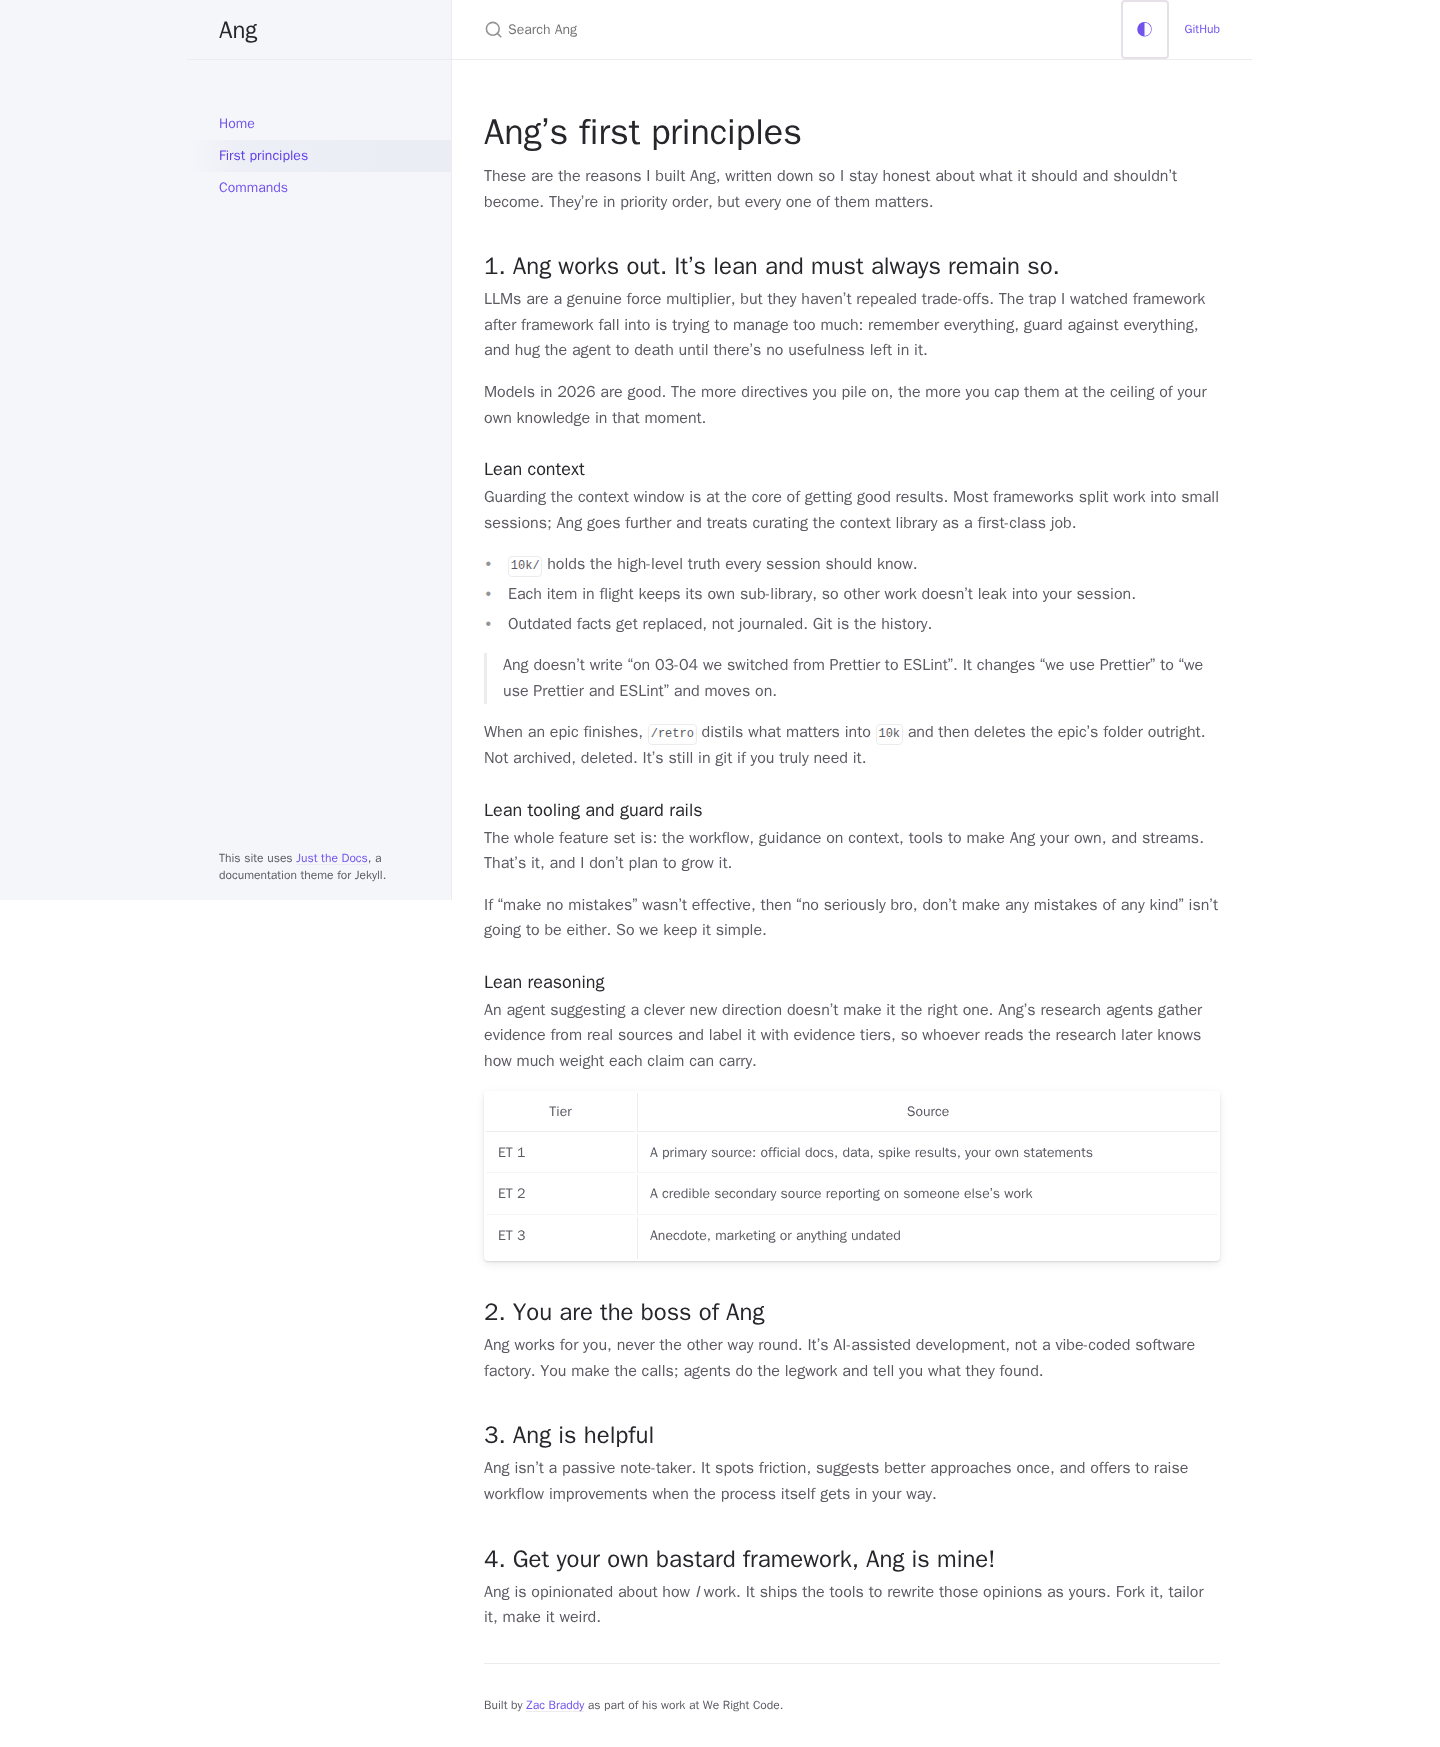 Ang
Search Ang
GitHub
Home
First principles
Commands
This site uses Just the Docs, a
documentation theme for Jekyll.
Ang’s first principles
These are the reasons I built Ang, written down so I stay honest about what it should and shouldn’t
become. They’re in priority order, but every one of them matters.
1. Ang works out. It’s lean and must always remain so.
LLMs are a genuine force multiplier, but they haven’t repealed trade-offs. The trap I watched framework
after framework fall into is trying to manage too much: remember everything, guard against everything,
and hug the agent to death until there’s no usefulness left in it.
Models in 2026 are good. The more directives you pile on, the more you cap them at the ceiling of your
own knowledge in that moment.
Lean context
Guarding the context window is at the core of getting good results. Most frameworks split work into small
sessions; Ang goes further and treats curating the context library as a first-class job.
• 10k/ holds the high-level truth every session should know.
• Each item in flight keeps its own sub-library, so other work doesn’t leak into your session.
• Outdated facts get replaced, not journaled. Git is the history.
Ang doesn’t write “on 03-04 we switched from Prettier to ESLint”. It changes “we use Prettier” to “we
use Prettier and ESLint” and moves on.
When an epic finishes, /retro distils what matters into 10k and then deletes the epic’s folder outright.
Not archived, deleted. It’s still in git if you truly need it.
Lean tooling and guard rails
The whole feature set is: the workflow, guidance on context, tools to make Ang your own, and streams.
That’s it, and I don’t plan to grow it.
If “make no mistakes” wasn’t effective, then “no seriously bro, don’t make any mistakes of any kind” isn’t
going to be either. So we keep it simple.
Lean reasoning
An agent suggesting a clever new direction doesn’t make it the right one. Ang’s research agents gather
evidence from real sources and label it with evidence tiers, so whoever reads the research later knows
how much weight each claim can carry.
Tier Source
ET 1 A primary source: official docs, data, spike results, your own statements
ET 2 A credible secondary source reporting on someone else’s work
ET 3 Anecdote, marketing or anything undated
2. You are the boss of Ang
Ang works for you, never the other way round. It’s AI-assisted development, not a vibe-coded software
factory. You make the calls; agents do the legwork and tell you what they found.
3. Ang is helpful
Ang isn’t a passive note-taker. It spots friction, suggests better approaches once, and offers to raise
workflow improvements when the process itself gets in your way.
4. Get your own bastard framework, Ang is mine!
Ang is opinionated about how I work. It ships the tools to rewrite those opinions as yours. Fork it, tailor
it, make it weird.
Built by Zac Braddy as part of his work at We Right Code.